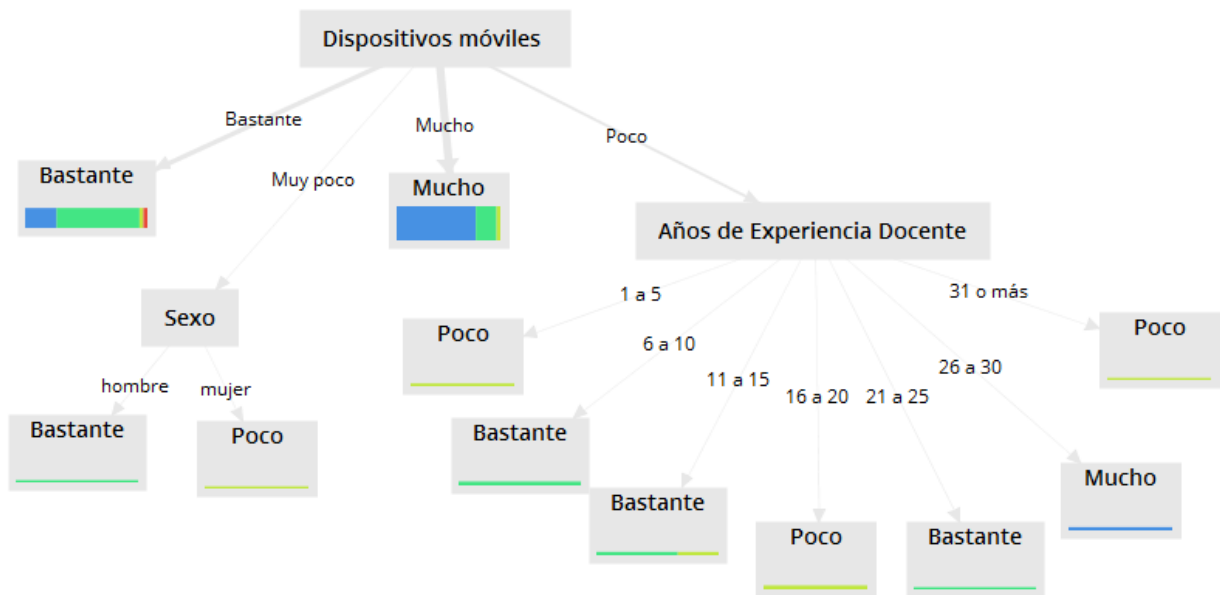 Dispositivos móviles
Bastante
Mucho
Poco
Muy poco
Bastante
Mucho
Años de Experiencia Docente
Sexo
1 a 5
31 o más
Poco
6 a 10
Poco
26 a 30
11 a 15
hombre
mujer
16 a 20
21 a 25
Bastante
Poco
Bastante
Mucho
Bastante
Poco
Bastante